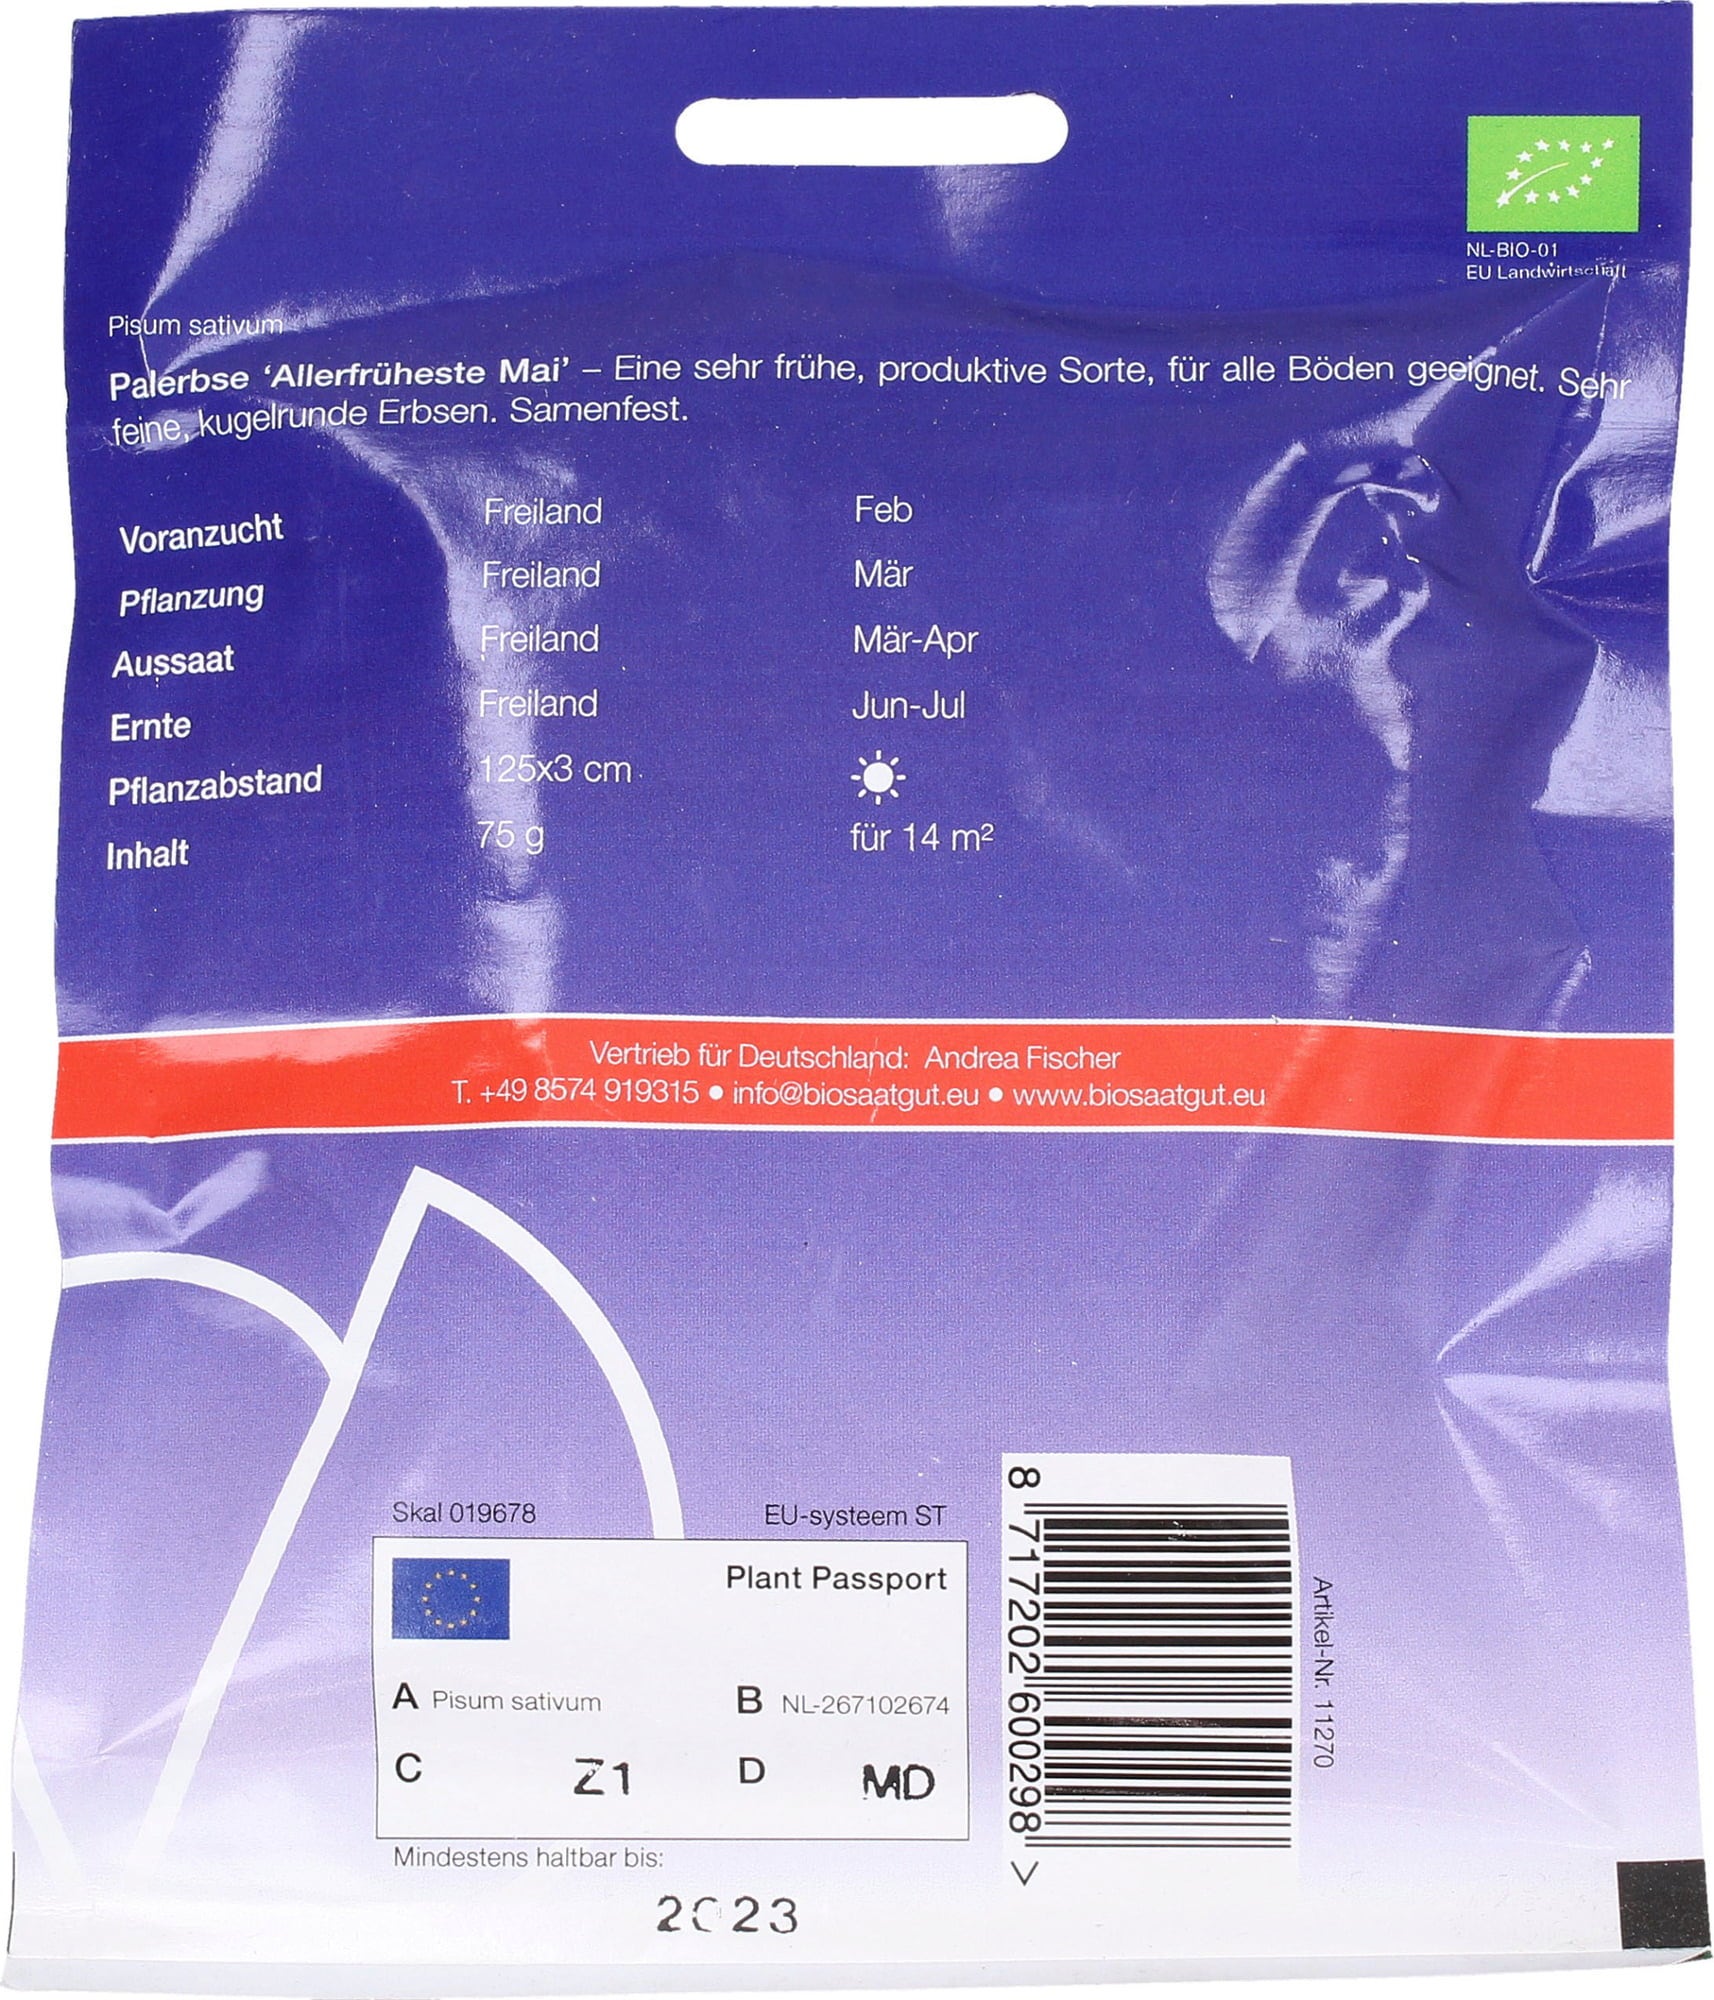 NL-BIO-01
EU Landwirtschaft
Pisum sativum
Palerbse ‘Allerfrüheste Mai’ – Eine sehr frühe, produktive Sorte, für alle Böden geeignet. Sehr
feine, kugelrunde Erbsen. Samenfest.
Voranzucht Freiland Feb
Pflanzung Freiland Mär
Aussaat Freiland Mär-Apr
Ernte Freiland Jun-Jul
Pflanzabstand 125x3 cm
Inhalt 75 g für 14 m²
Vertrieb für Deutschland: Andrea Fischer
T. +49 8574 919315 • info@biosaatgut.eu • www.biosaatgut.eu
Skal 019678 EU-systeem ST
Plant Passport
A Pisum sativum B NL-267102674
C Z1 D MD
Mindestens haltbar bis:
2023
8 717202 600298 >
Artikel-Nr. 11270